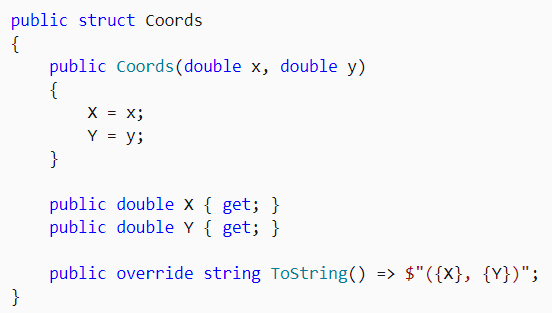 public struct Coords
{
    public Coords(double x, double y)
    {
        X = x;
        Y = y;
    }

    public double X { get; }
    public double Y { get; }

    public override string ToString() => $"({X}, {Y})";
}